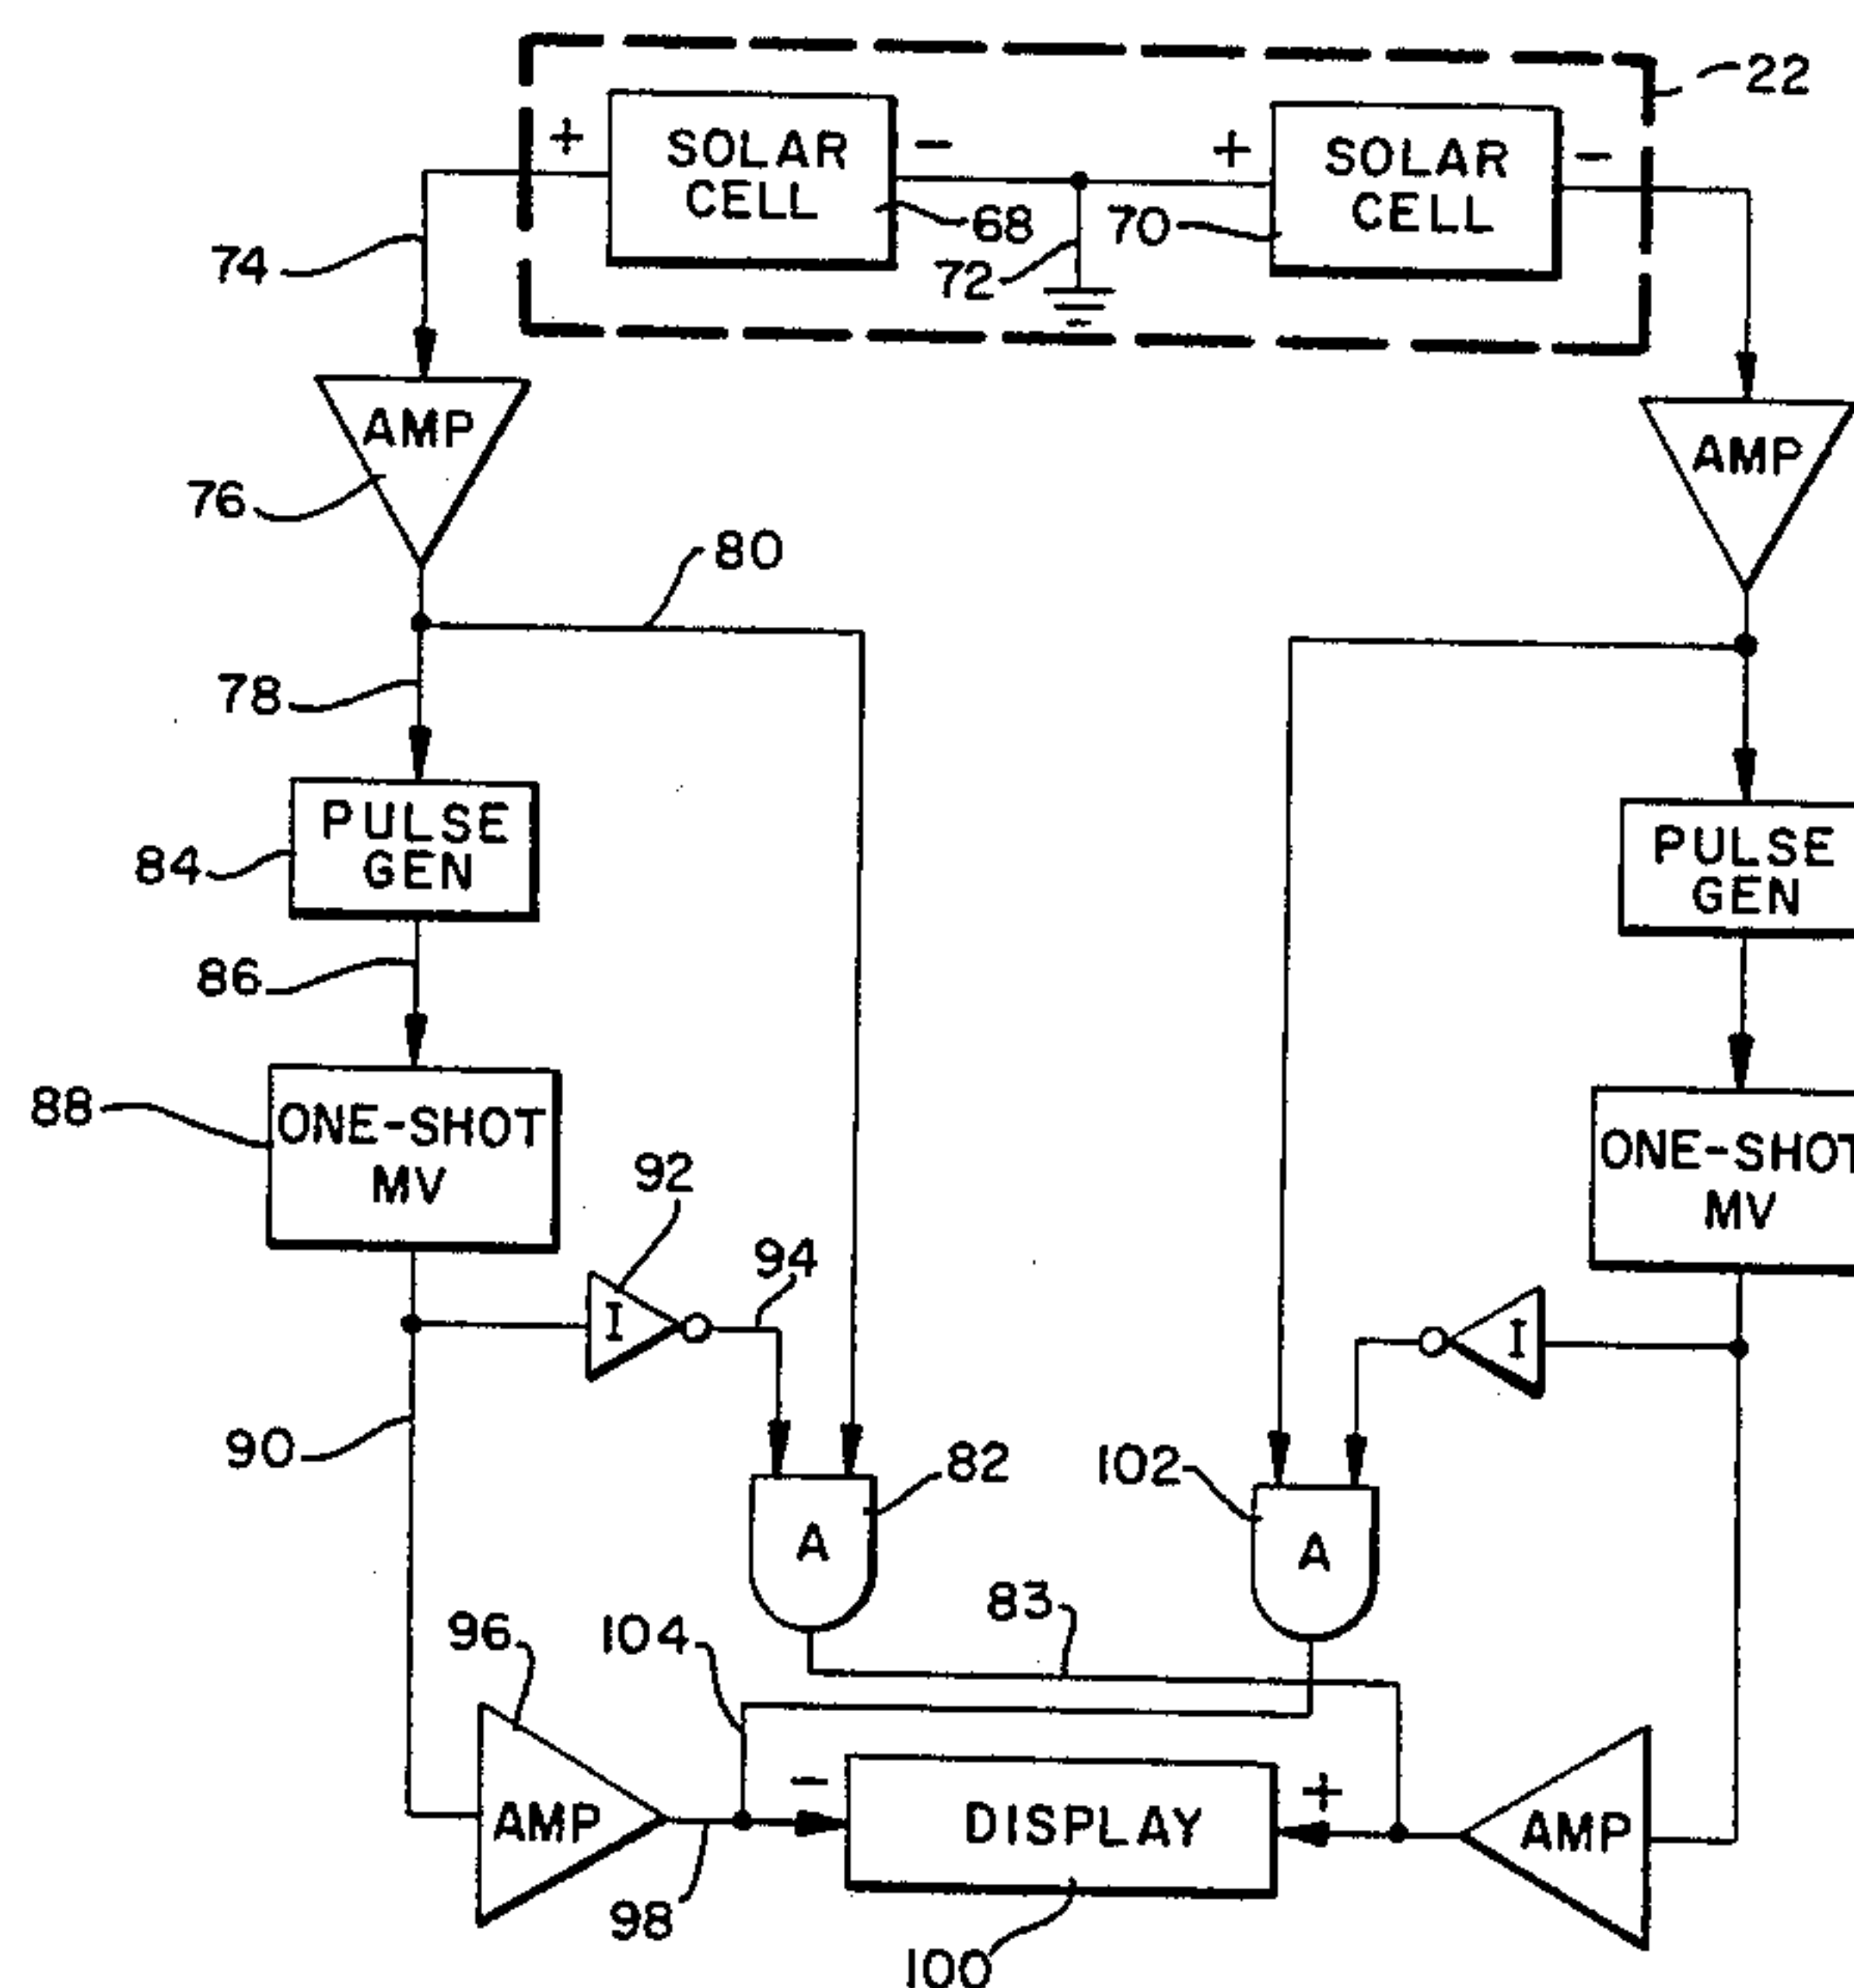 22
+
SOLAR
CELL
-
68
+
SOLAR
CELL
-
70
72
74
AMP
76
AMP
80
78
PULSE
GEN
84
PULSE
GEN
86
ONE-SHOT
MV
88
ONE-SHOT
MV
92
I
94
I
90
A
82
102
A
83
96
104
AMP
-
DISPLAY
+
AMP
98
100